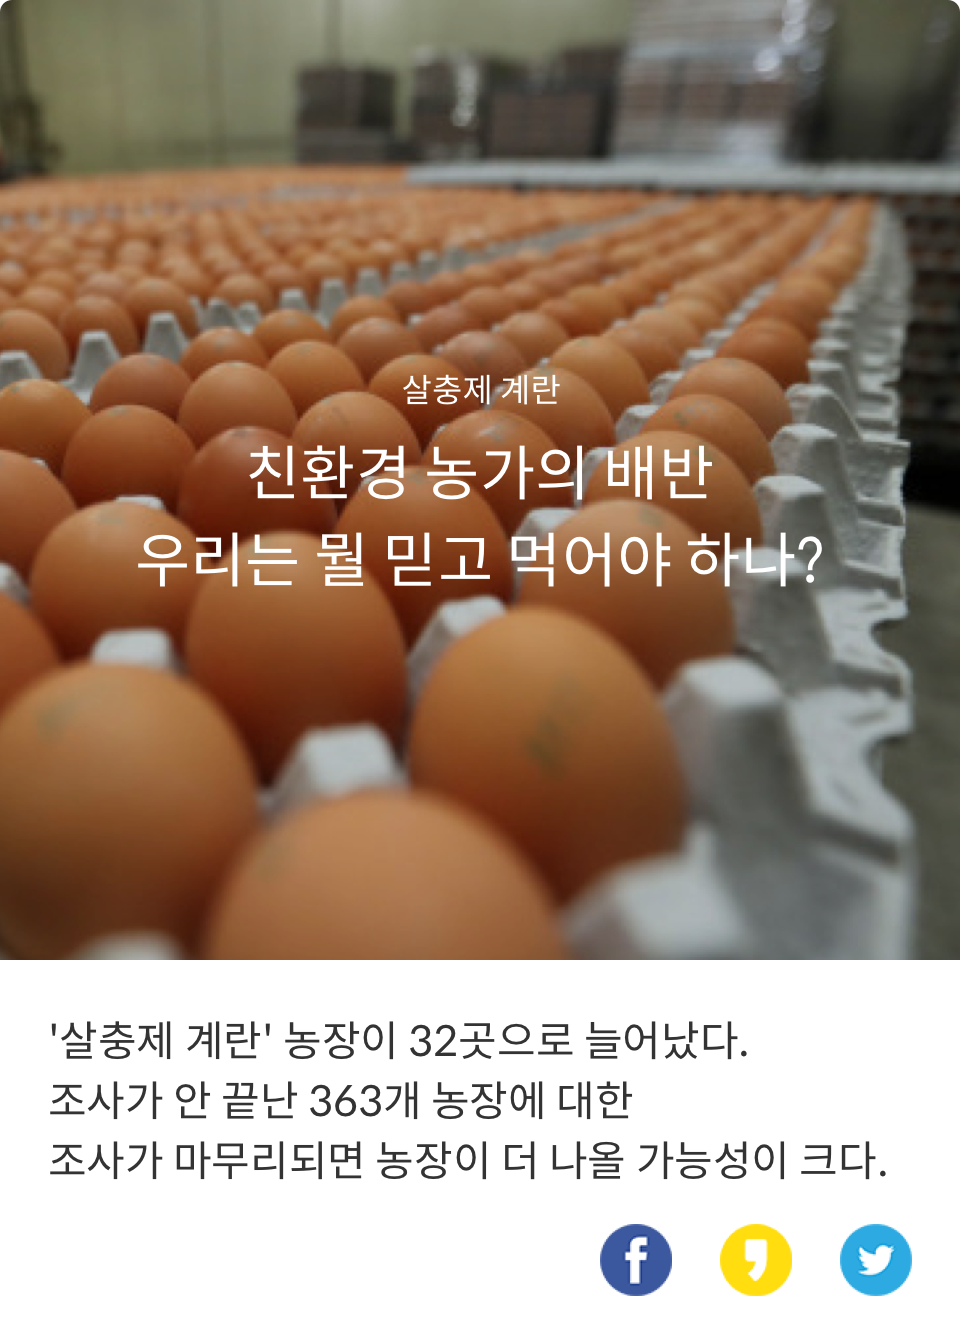 살충제 계란
친환경 농가의 배반
우리는 뭘 믿고 먹어야 하나?
'살충제 계란' 농장이 32곳으로 늘어났다.
조사가 안 끝난 363개 농장에 대한
조사가 마무리되면 농장이 더 나올 가능성이 크다.